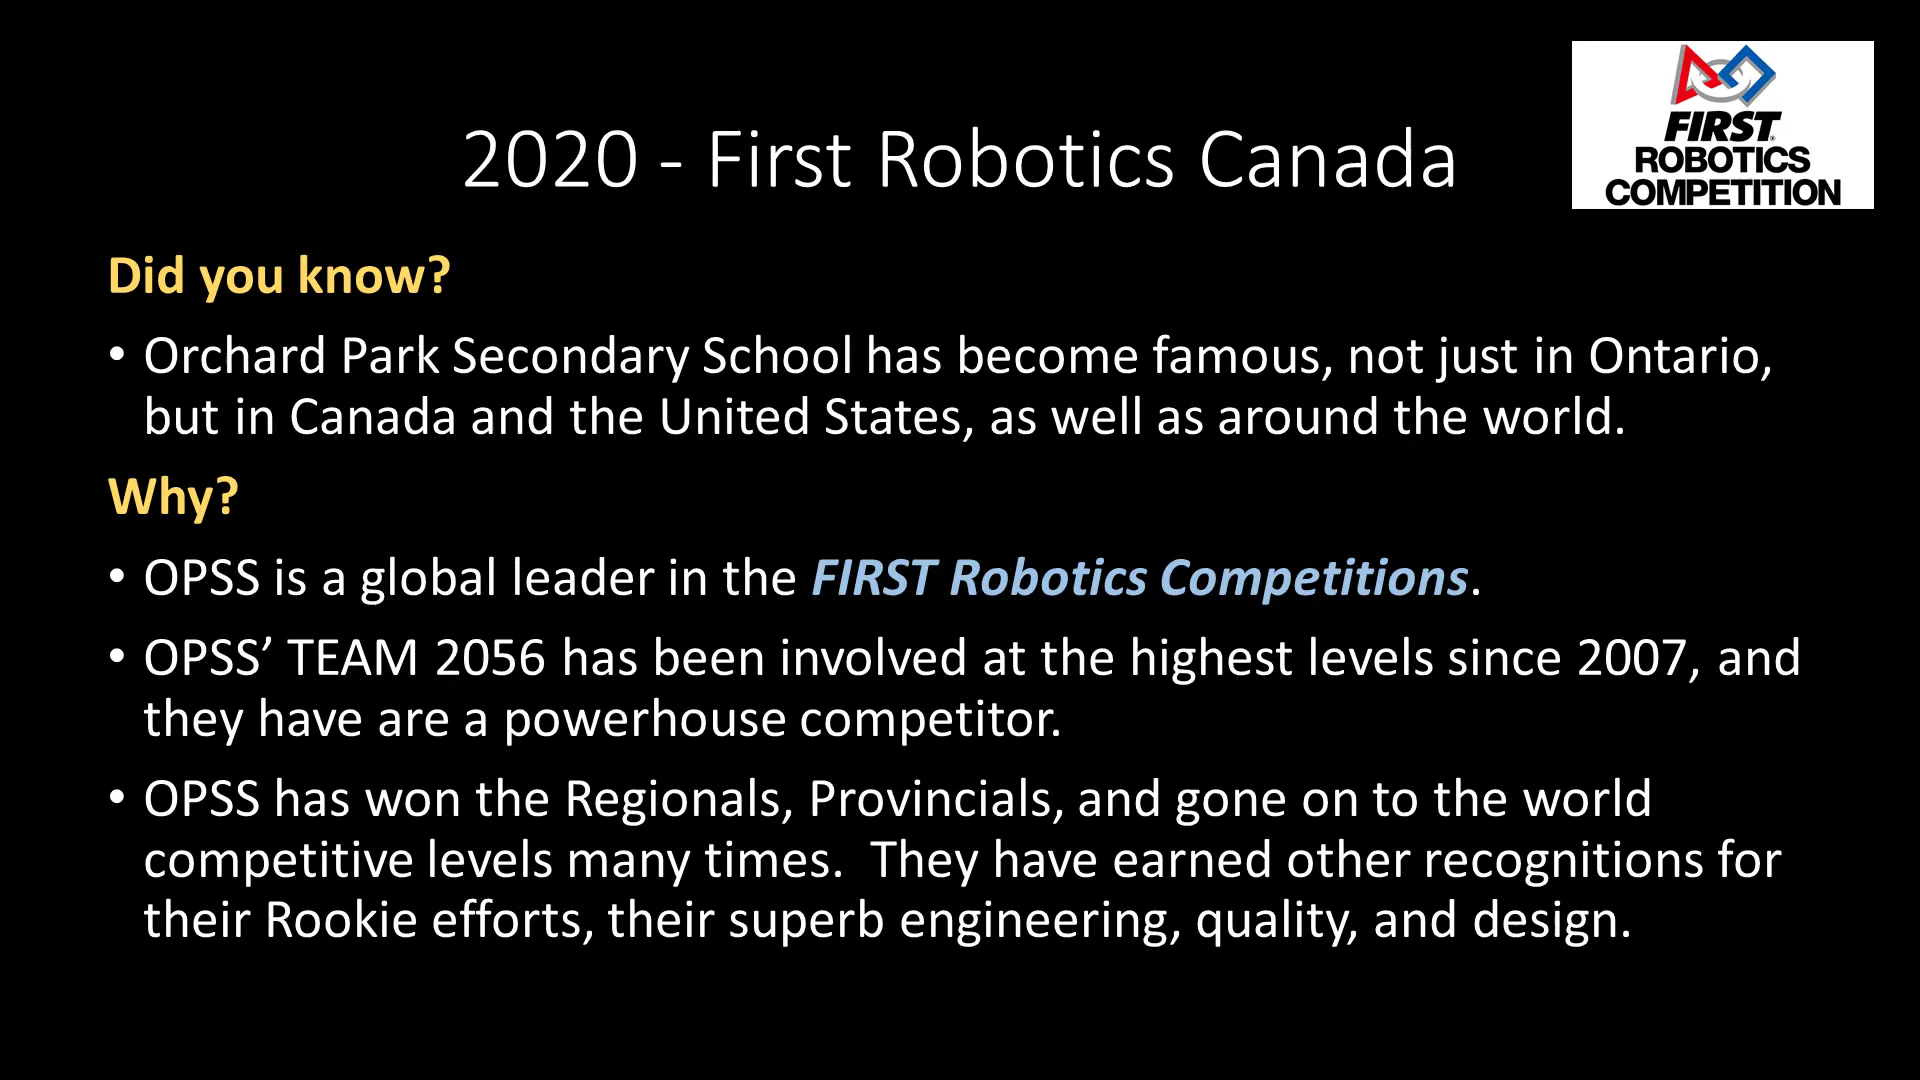 2020 - First Robotics Canada
FIRST
ROBOTICS
COMPETITION
Did you know?
• Orchard Park Secondary School has become famous, not just in Ontario,
but in Canada and the United States, as well as around the world.
Why?
• OPSS is a global leader in the FIRST Robotics Competitions.
• OPSS’ TEAM 2056 has been involved at the highest levels since 2007, and
they have are a powerhouse competitor.
• OPSS has won the Regionals, Provincials, and gone on to the world
competitive levels many times.  They have earned other recognitions for
their Rookie efforts, their superb engineering, quality, and design.